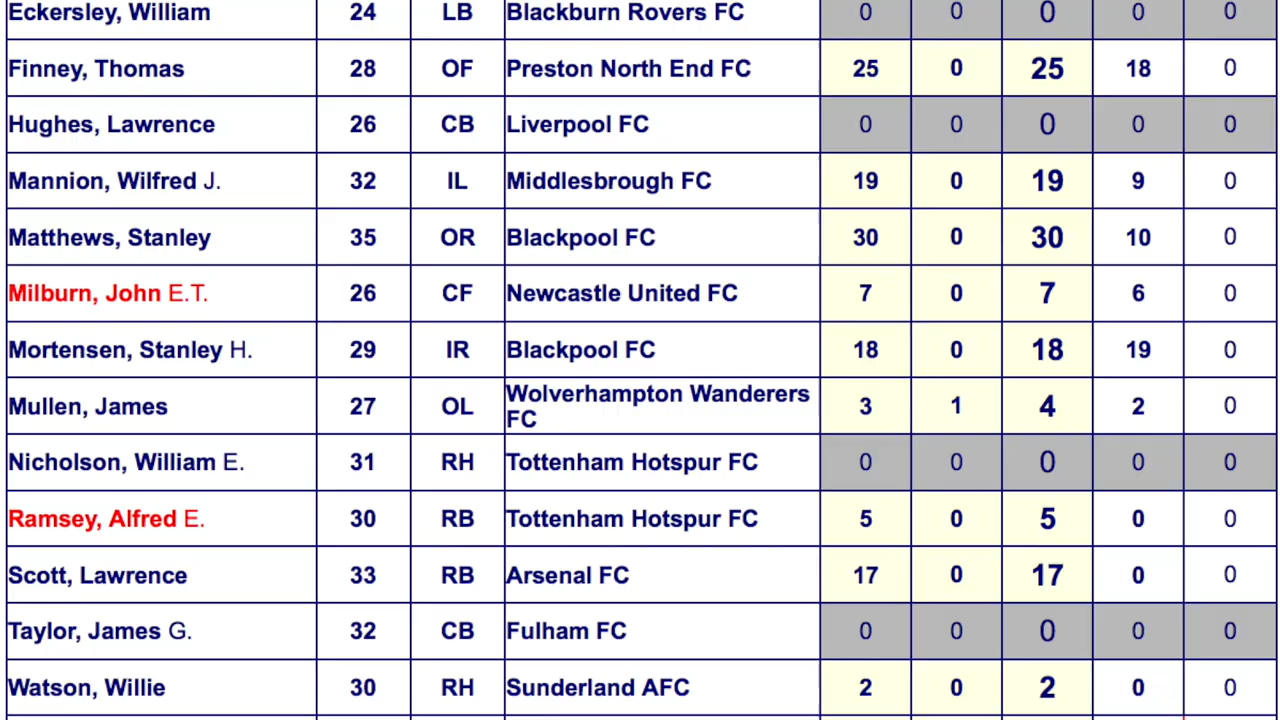 Eckersley, William 24 LB Blackburn Rovers FC 0 0 0 0 0
Finney, Thomas 28 OF Preston North End FC 25 0 25 18 0
Hughes, Lawrence 26 CB Liverpool FC 0 0 0 0 0
Mannion, Wilfred J. 32 IL Middlesbrough FC 19 0 19 9 0
Matthews, Stanley 35 OR Blackpool FC 30 0 30 10 0
Milburn, John E.T. 26 CF Newcastle United FC 7 0 7 6 0
Mortensen, Stanley H. 29 IR Blackpool FC 18 0 18 19 0
Mullen, James 27 OL Wolverhampton Wanderers FC 3 1 4 2 0
Nicholson, William E. 31 RH Tottenham Hotspur FC 0 0 0 0 0
Ramsey, Alfred E. 30 RB Tottenham Hotspur FC 5 0 5 0 0
Scott, Lawrence 33 RB Arsenal FC 17 0 17 0 0
Taylor, James G. 32 CB Fulham FC 0 0 0 0 0
Watson, Willie 30 RH Sunderland AFC 2 0 2 0 0